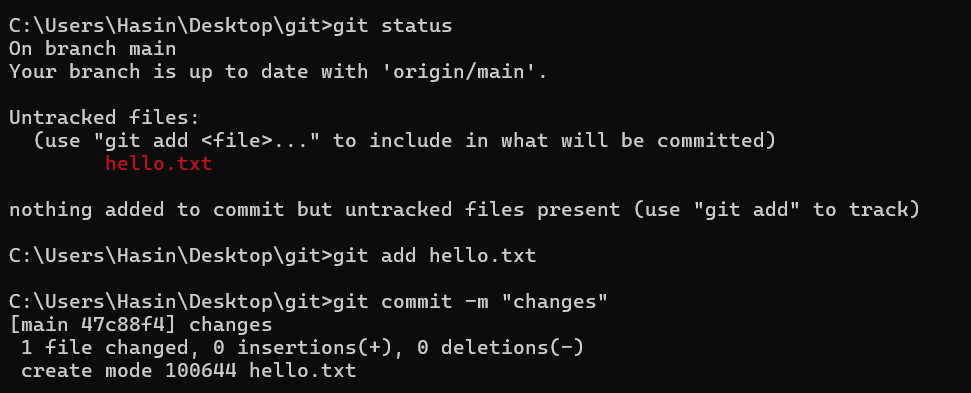 C:\Users\Hasin\Desktop\git>git status
On branch main
Your branch is up to date with 'origin/main'.
Untracked files:
(use "git add <file>..." to include in what will be committed)
hello.txt
nothing added to commit but untracked files present (use "git add" to track)
C:\Users\Hasin\Desktop\git>git add hello.txt
C:\Users\Hasin\Desktop\git>git commit -m "changes"
[main 47c88f4] changes
1 file changed, 0 insertions(+), 0 deletions(-)
create mode 100644 hello.txt